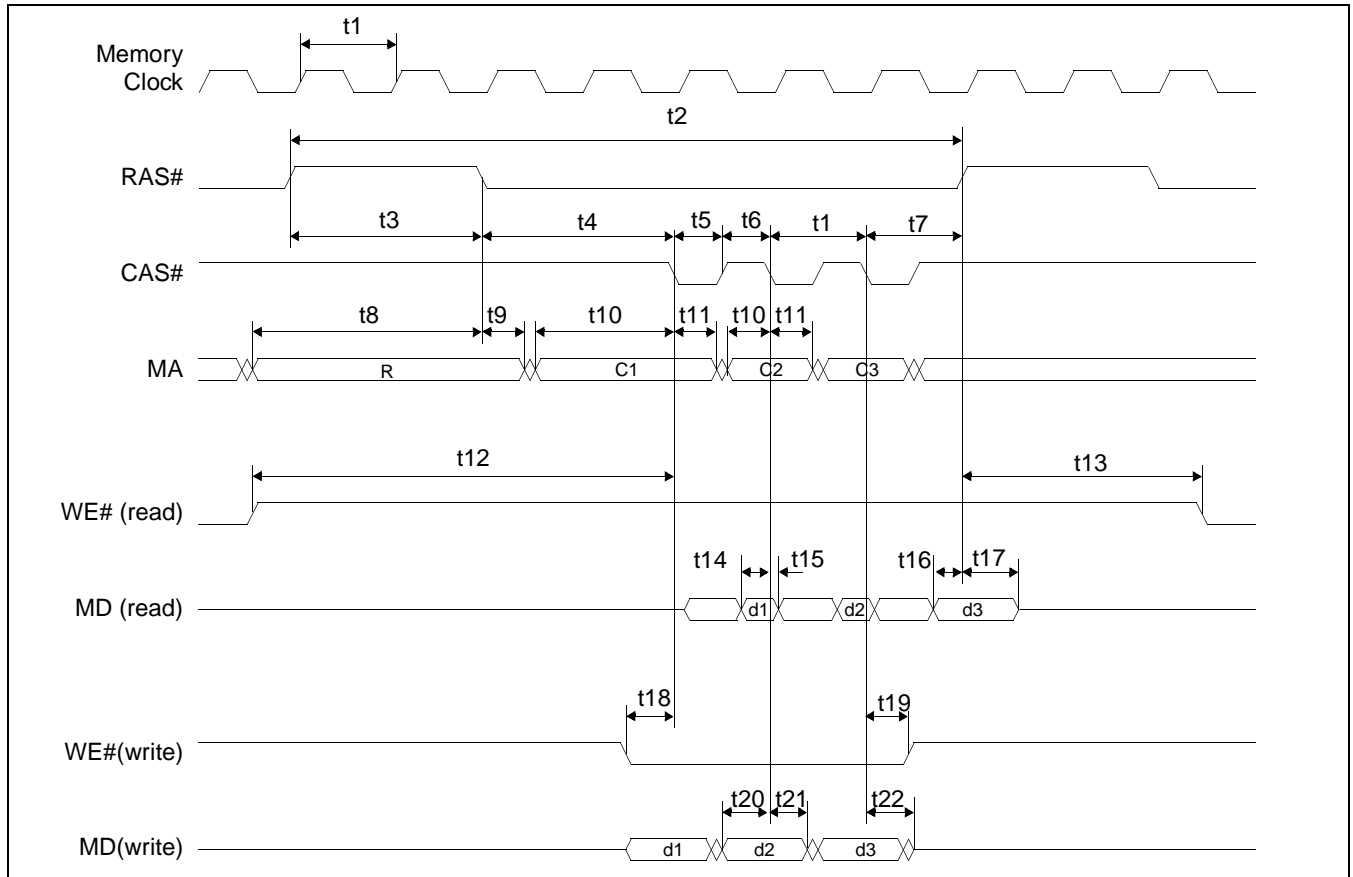 t1
Memory
Clock
t2
RAS#
t3 t4 t5 t6 t1 t7
CAS#
t8 t9 t10 t11 t10 t11
MA R C1 C2 C3
t12 t13
WE# (read)
t14 t15 t16 t17
MD (read) d1 d2 d3
t18 t19
WE#(write)
t20 t21 t22
MD(write) d1 d2 d3